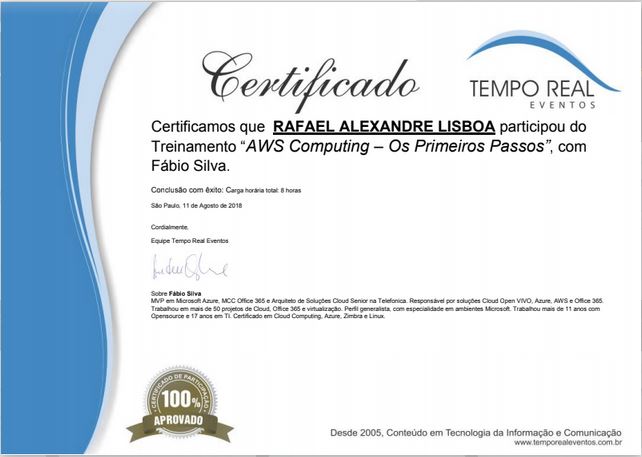 Certificado
TEMPO REAL
EVENTOS
Certificamos que RAFAEL ALEXANDRE LISBOA participou do
Treinamento “AWS Computing – Os Primeiros Passos”, com
Fábio Silva.
Conclusão com êxito: Carga horária total: 8 horas
São Paulo, 11 de Agosto de 2018
Cordialmente.
Equipe Tempo Real Eventos
Sobre Fábio Silva
MVP em Microsoft Azure, MCC Office 365 e Arquiteto de Soluções Cloud Senior na Telefonica. Responsável por soluções Cloud Open VIVO, Azure, AWS e Office 365.
Trabalhou em mais de 50 projetos de Cloud, Office 365 e virtualização. Perfil generalista, com especialidade em ambientes Microsoft. Trabalhou mais de 11 anos com
Opensource e 17 anos em TI. Certificado em Cloud Computing, Azure, Zimbra e Linux.
CERTIFICADO DE PARTICIPAÇÃO
100%
APROVADO
Desde 2005, Conteúdo em Tecnologia da Informação e Comunicação
www.temporealeventos.com.br